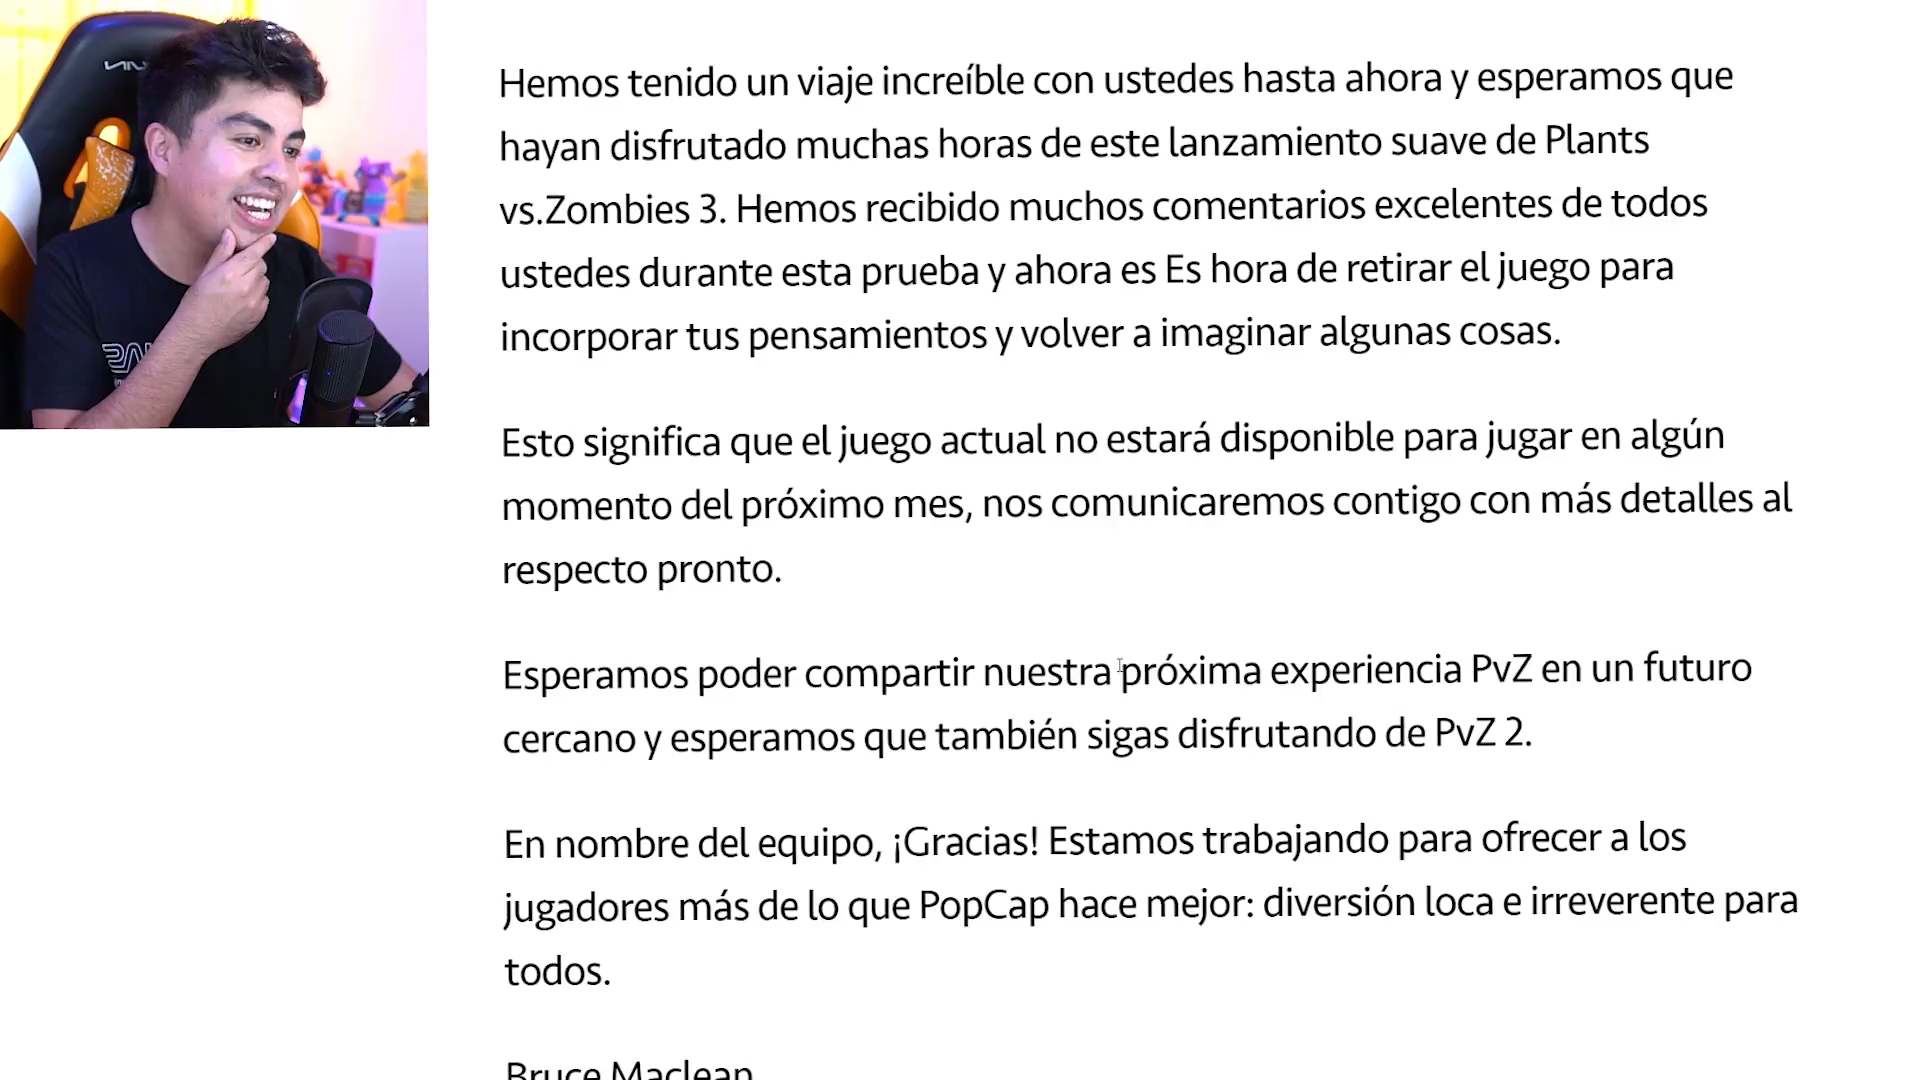 Hemos tenido un viaje increíble con ustedes hasta ahora y esperamos que
hayan disfrutado muchas horas de este lanzamiento suave de Plants
vs.Zombies 3. Hemos recibido muchos comentarios excelentes de todos
ustedes durante esta prueba y ahora es Es hora de retirar el juego para
incorporar tus pensamientos y volver a imaginar algunas cosas.
Esto significa que el juego actual no estará disponible para jugar en algún
momento del próximo mes, nos comunicaremos contigo con más detalles al
respecto pronto.
Esperamos poder compartir nuestra próxima experiencia PvZ en un futuro
cercano y esperamos que también sigas disfrutando de PvZ 2.
En nombre del equipo, ¡Gracias! Estamos trabajando para ofrecer a los
jugadores más de lo que PopCap hace mejor: diversión loca e irreverente para
todos.
Bruce Maclean